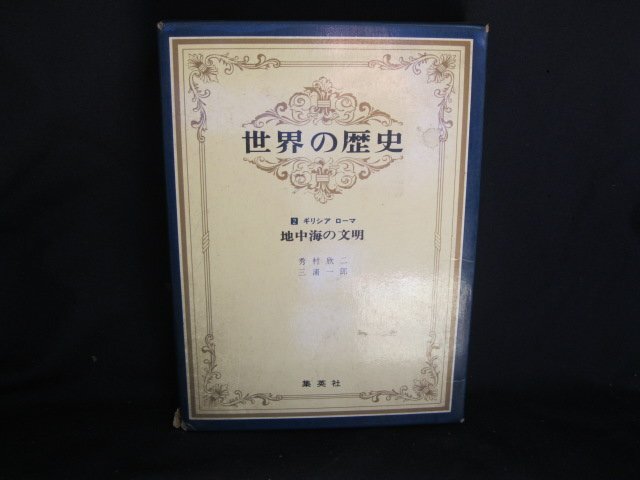 世界の歴史
2 ギリシア ローマ
地中海の文明
秀村欣二
三浦一郎
集英社